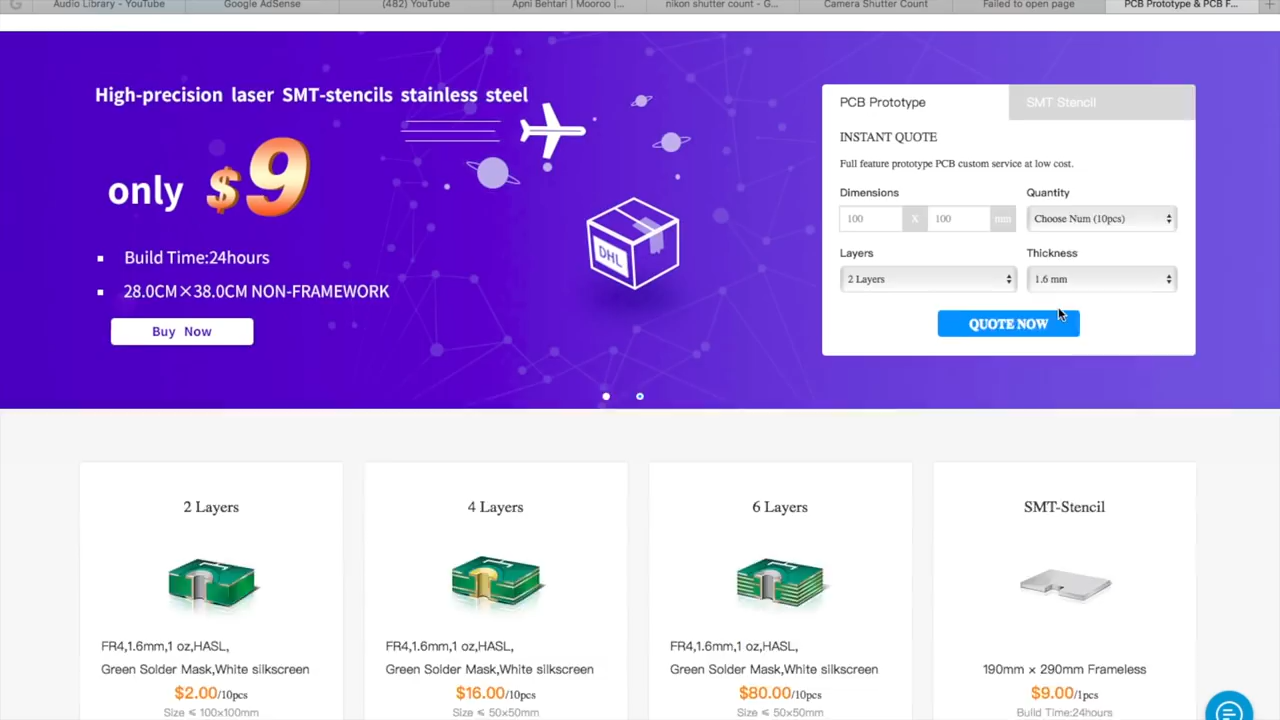 Audio Library - YouTube
Google AdSense
(482) YouTube
Apni Behtari | Mooroo |...
nikon shutter count - G...
Camera Shutter Count
Failed to open page
PCB Prototype & PCB F...
High-precision laser SMT-stencils stainless steel
only $9
▪ Build Time:24hours
▪ 28.0CM×38.0CM NON-FRAMEWORK
Buy Now
DHL
PCB Prototype
SMT Stencil
INSTANT QUOTE
Full feature prototype PCB custom service at low cost.
Dimensions
Quantity
100 X 100 mm
Choose Num (10pcs)
Layers
Thickness
2 Layers
1.6 mm
QUOTE NOW
2 Layers
FR4,1.6mm,1 oz,HASL,
Green Solder Mask,White silkscreen
$2.00/10pcs
Size ⩽ 100x100mm
4 Layers
FR4,1.6mm,1 oz,HASL,
Green Solder Mask,White silkscreen
$16.00/10pcs
Size ⩽ 50x50mm
6 Layers
FR4,1.6mm,1 oz,HASL,
Green Solder Mask,White silkscreen
$80.00/10pcs
Size ⩽ 50x50mm
SMT-Stencil
190mm × 290mm Frameless
$9.00/1pcs
Build Time:24hours